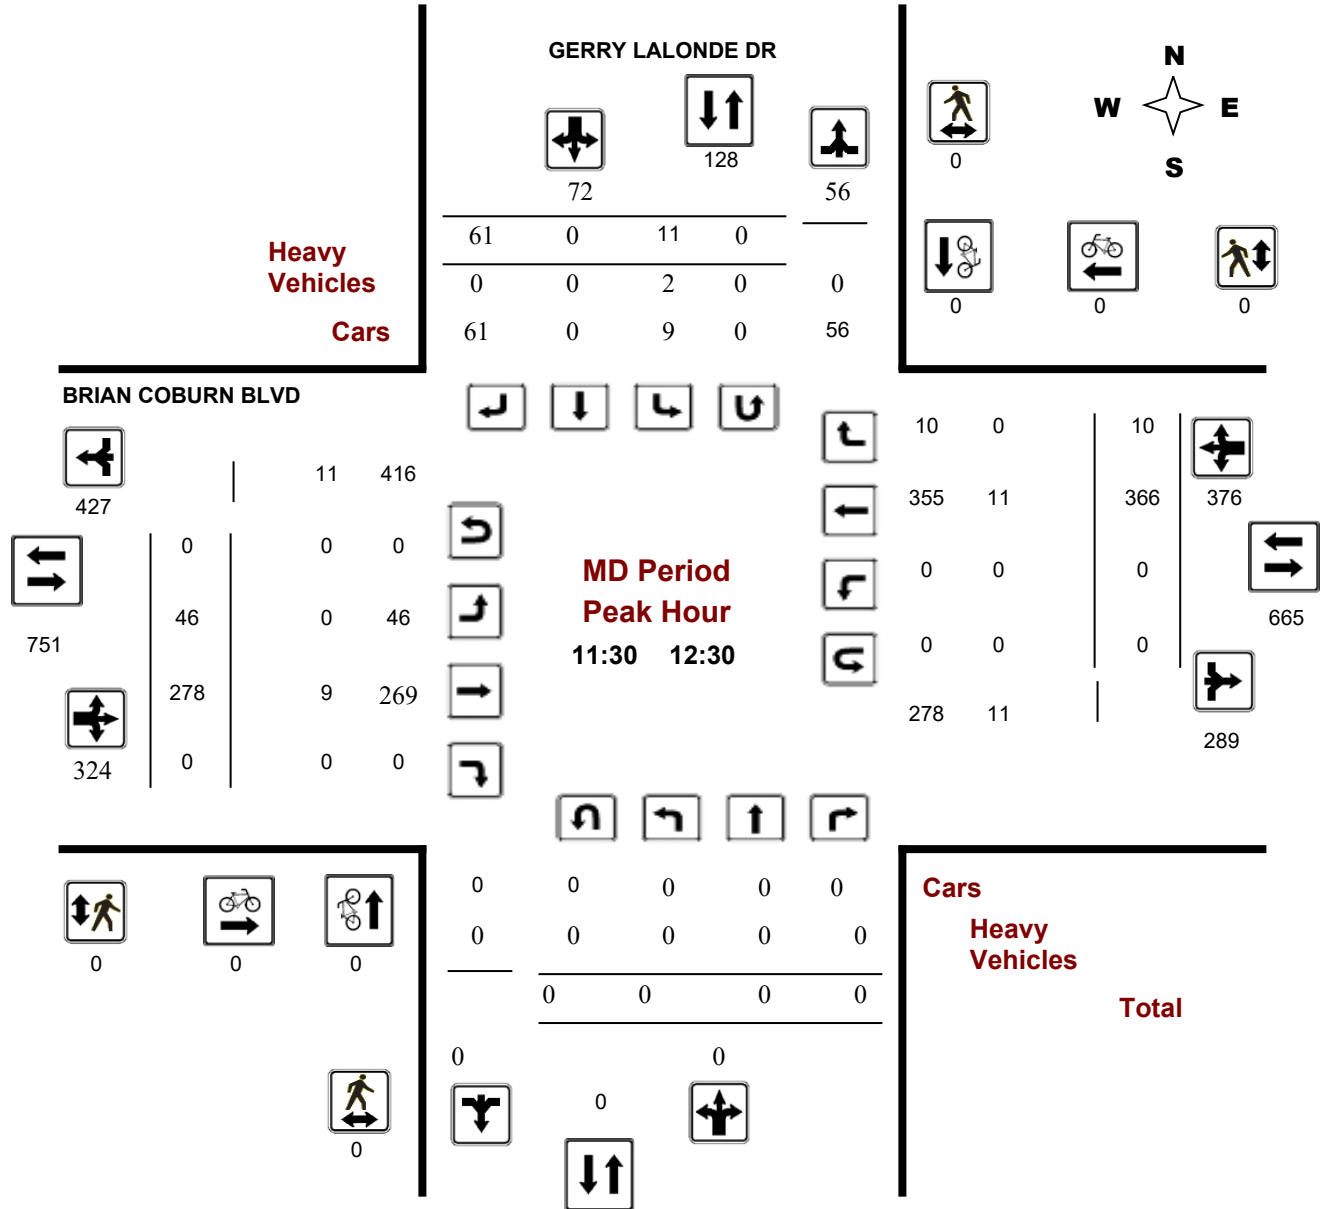 GERRY LALONDE DR
N
W E
S
128
72 56
0
61 0 11 0
Heavy
Vehicles
0 0 2 0 0
0 0 0
Cars
61 0 9 0 56
BRIAN COBURN BLVD
10 0 10
11 416
427
355 11 366 376
0 0 0
MD Period
0 0 0
Peak Hour
46 0 46
665
751
11:30 12:30
0 0 0
278 9 269
278 11
289
324 0 0 0
0 0 0 0 0
Cars
0 0 0 0 0
Heavy
Vehicles
0 0 0
0 0 0 0
Total
0 0
0
0